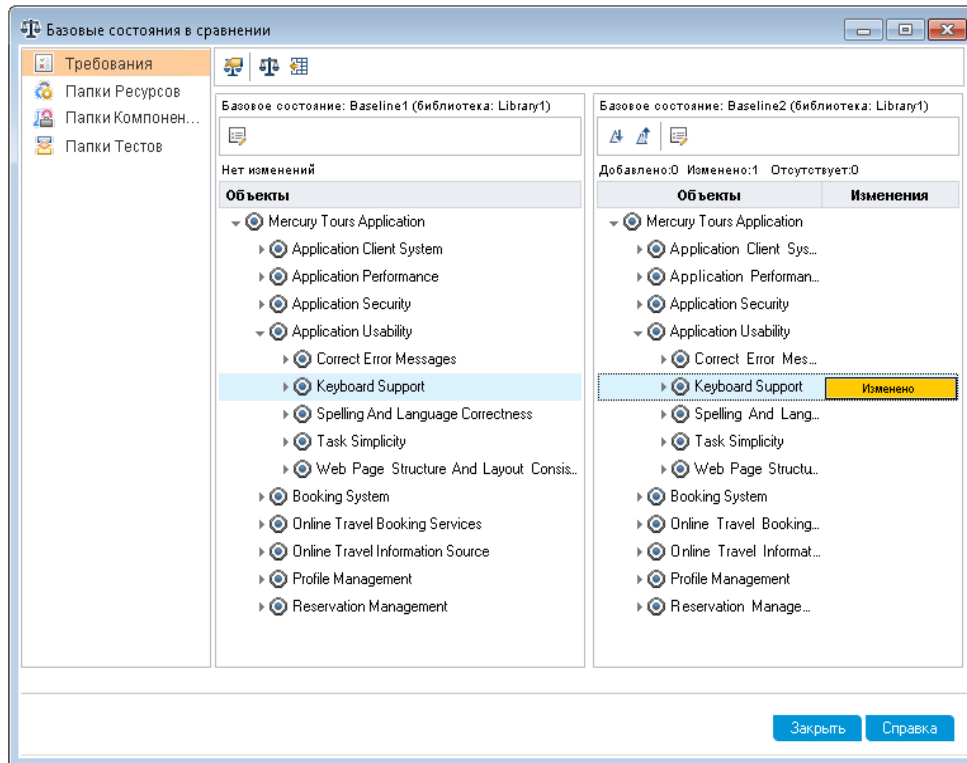 Базовые состояния в сравнении
Требования
Папки Ресурсов
Папки Компонен...
Папки Тестов
Базовое состояние: Baseline1 (библиотека: Library1)
Нет изменений
Объекты
Mercury Tours Application
Application Client System
Application Performance
Application Security
Application Usability
Correct Error Messages
Keyboard Support
Spelling And Language Correctness
Task Simplicity
Web Page Structure And Layout Consis...
Booking System
Online Travel Booking Services
Online Travel Information Source
Profile Management
Reservation Management
Базовое состояние: Baseline2 (библиотека: Library1)
Добавлено:0 Изменено:1 Отсутствует:0
Объекты Изменения
Mercury Tours Application
Application Client Sys...
Application Performan...
Application Security
Application Usability
Correct Error Mes...
Keyboard Support Изменено
Spelling And Lang...
Task Simplicity
Web Page Structu...
Booking System
Online Travel Booking...
Online Travel Informat...
Profile Management
Reservation Manage...
Закрыть Справка